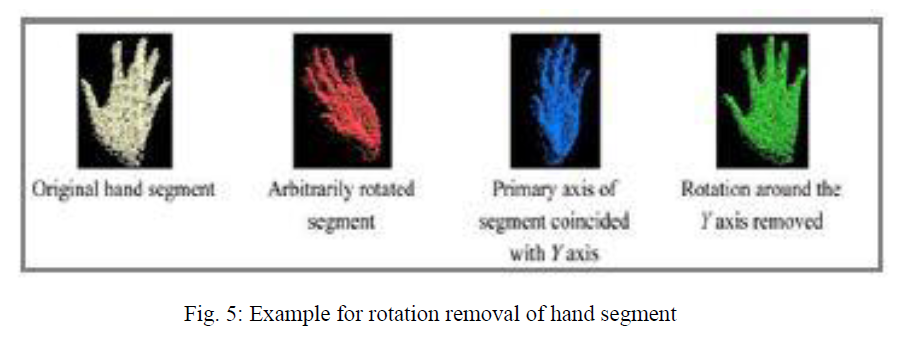 Original hand segment
Arbitrarily rotated
segment
Primary axis of
segment coincided
with Y axis
Rotation around the
Y axis removed
Fig. 5: Example for rotation removal of hand segment